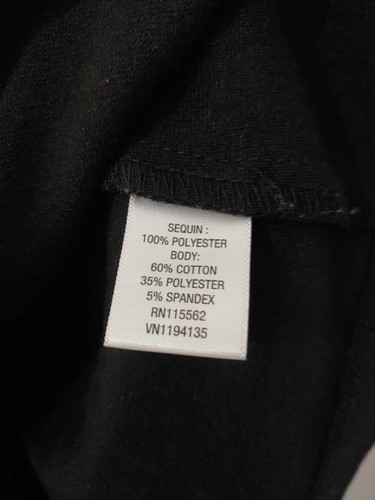 SEQUIN :
100% POLYESTER
BODY:
60% COTTON
35% POLYESTER
5% SPANDEX
RN115562
VN1194135